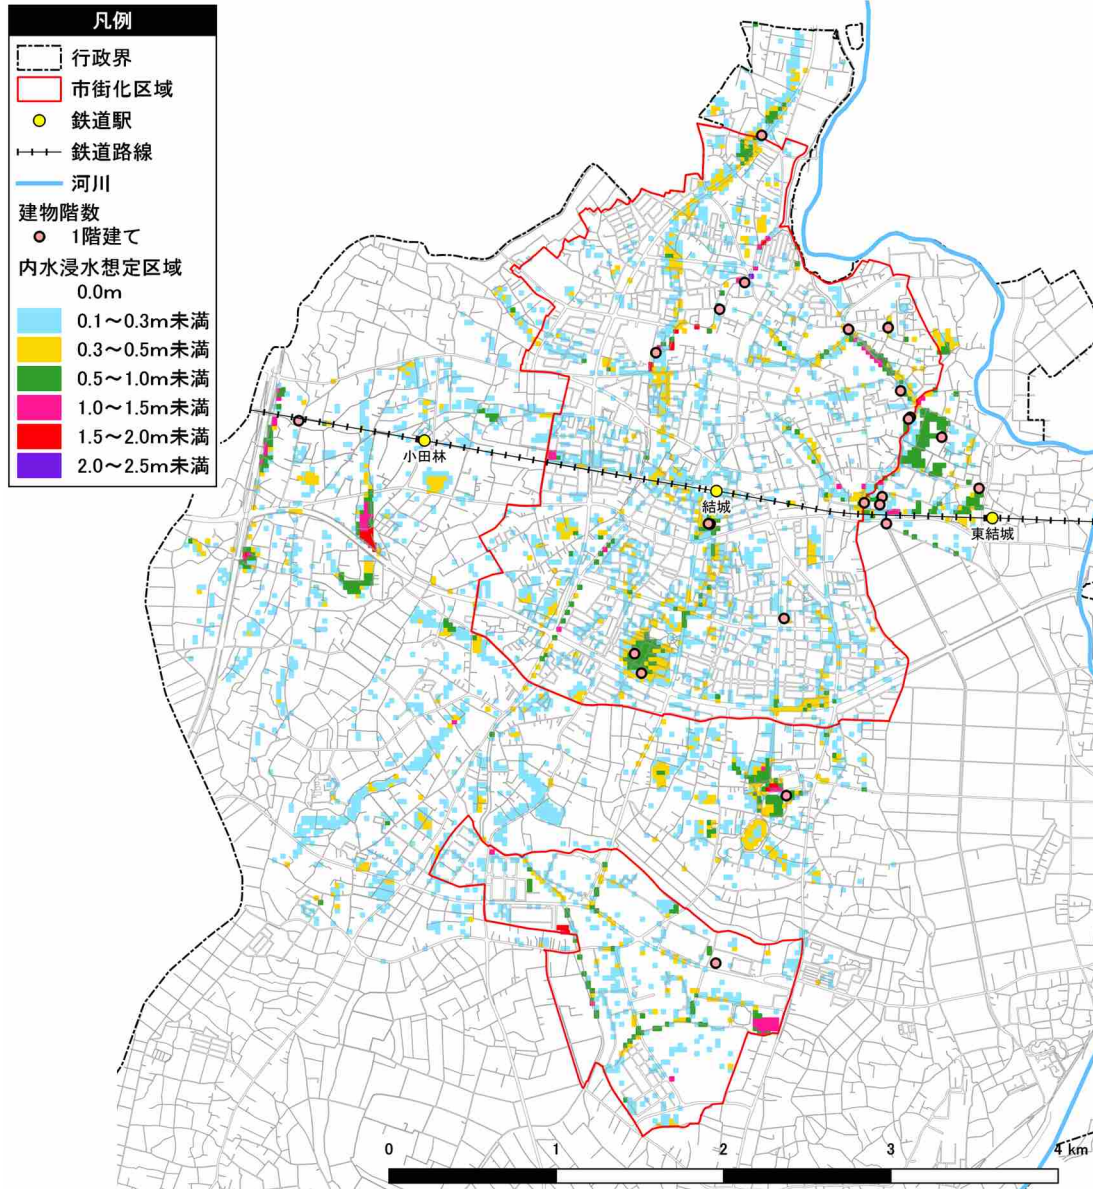 凡例
行政界
市街化区域
鉄道駅
鉄道路線
河川
建物階数
1階建て
内水浸水想定区域
0.0m
0.1～0.3m未満
0.3～0.5m未満
0.5～1.0m未満
1.0～1.5m未満
1.5～2.0m未満
2.0～2.5m未満
小田林
結城
東結城
0 1 2 3 4 km